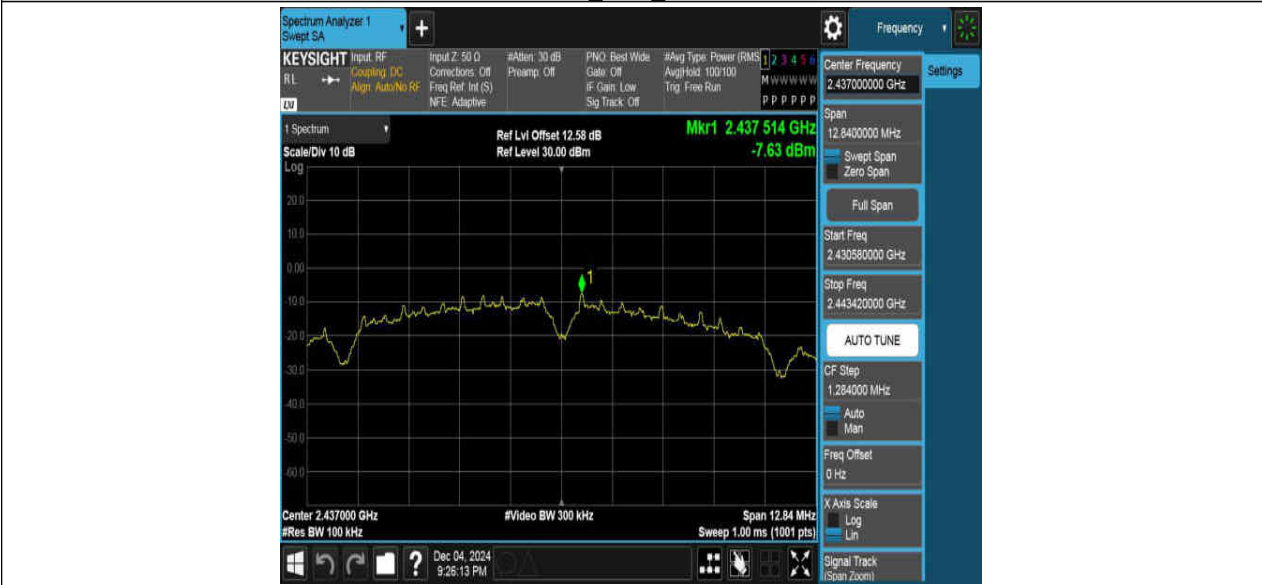 Spectrum Analyzer 1
Swept SA
+
Frequency
KEYSIGHT
RL
LXI
Input: RF
Coupling: DC
Align: Auto/No RF
Input Z: 50 Ω
Corrections: Off
Freq Ref: Int (S)
NFE: Adaptive
#Atten: 30 dB
Preamp: Off
PNO: Best Wide
Gate: Off
IF Gain: Low
Sig Track: Off
#Avg Type: Power (RMS
Avg|Hold: 100/100
Trig: Free Run
1 2 3 4 5 6
M W W W W W
P P P P P P
1 Spectrum
Scale/Div 10 dB
Log
Ref Lvl Offset 12.58 dB
Ref Level 30.00 dBm
Mkr1 2.437 514 GHz
-7.63 dBm
20.0
10.0
0.00
-10.0
-20.0
-30.0
-40.0
-50.0
-60.0
1
Center 2.437000 GHz
#Res BW 100 kHz
#Video BW 300 kHz
Span 12.84 MHz
Sweep 1.00 ms (1001 pts)
?
Dec 04, 2024
9:26:13 PM
Center Frequency
2.437000000 GHz
Span
12.8400000 MHz
Swept Span
Zero Span
Full Span
Start Freq
2.430580000 GHz
Stop Freq
2.443420000 GHz
AUTO TUNE
CF Step
1.284000 MHz
Auto
Man
Freq Offset
0 Hz
X Axis Scale
Log
Lin
Signal Track
(Span Zoom)
Settings